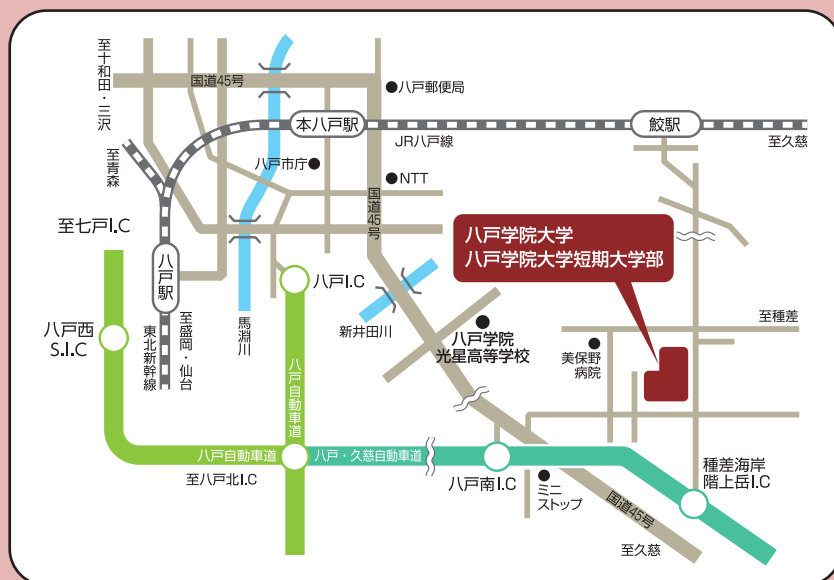 至十和田・三沢
国道45号
八戸郵便局
本八戸駅
鮫駅
JR八戸線
至久慈
至青森
八戸市庁
NTT
国道45号
至七戸I.C
八戸駅
八戸学院大学
八戸学院大学短期大学部
八戸I.C
八戸西
S.I.C
東北新幹線
至盛岡・仙台
馬淵川
新井田川
八戸学院
光星高等学校
至種差
美保野
病院
八戸自動車道
八戸自動車道
八戸・久慈自動車道
至八戸北I.C
八戸南I.C
ミニ
ストップ
種差海岸
階上岳I.C
国道45号
至久慈